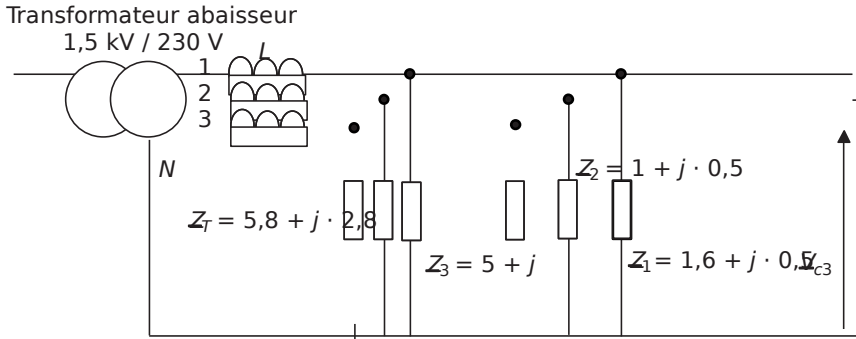 Transformateur abaisseur
1,5 kV / 230 V
L
1
2
3
N
Z2 = 1 + j · 0,5
ZT = 5,8 + j · 2,8
Z3 = 5 + j
Z1 = 1,6 + j · 0,5
Vc3